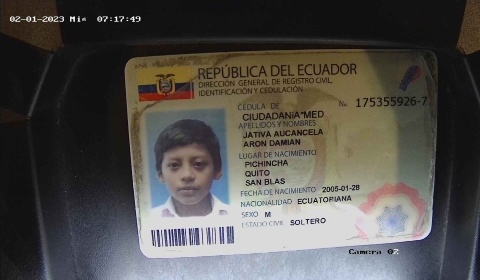 02-01-2023 Mié 07:17:49
REPÚBLICA DEL ECUADOR
DIRECCIÓN GENERAL DE REGISTRO CIVIL,
IDENTIFICACIÓN Y CEDULACIÓN
CÉDULA DE No. 175355926-7
CIUDADANIA*MED
APELLIDOS Y NOMBRES
JATIVA AUCANCELA
ARON DAMIAN
LUGAR DE NACIMIENTO
PICHINCHA
QUITO
SAN BLAS
FECHA DE NACIMIENTO 2005-01-28
NACIONALIDAD ECUATORIANA
SEXO M
ESTADO CIVIL SOLTERO
Camera 02